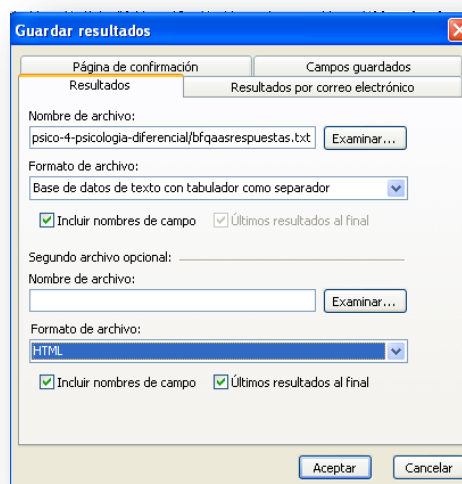 Guardar resultados
Página de confirmación Campos guardados
Resultados Resultados por correo electrónico
Nombre de archivo:
psico-4-psicologia-diferencial/bfqaasrespuestas.txt Examinar...
Formato de archivo:
Base de datos de texto con tabulador como separador
Incluir nombres de campo Últimos resultados al final
Segundo archivo opcional:
Nombre de archivo:
Examinar...
Formato de archivo:
HTML
Incluir nombres de campo Últimos resultados al final
Aceptar Cancelar